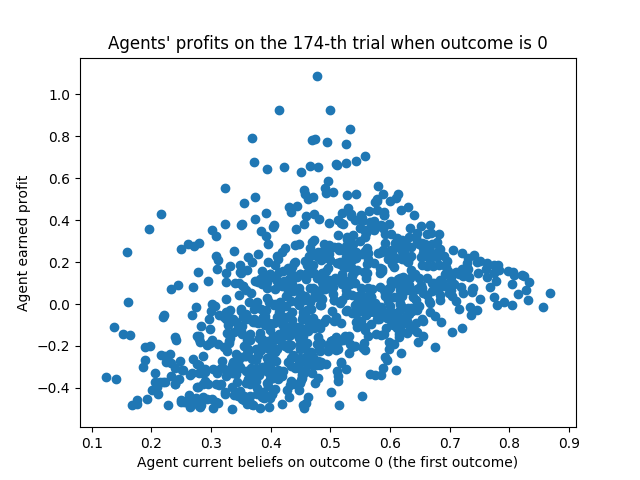 Agents' profits on the 174-th trial when outcome is 0
Agent earned profit
1.0
0.8
0.6
0.4
0.2
0.0
−0.2
−0.4
0.1 0.2 0.3 0.4 0.5 0.6 0.7 0.8 0.9
Agent current beliefs on outcome 0 (the first outcome)